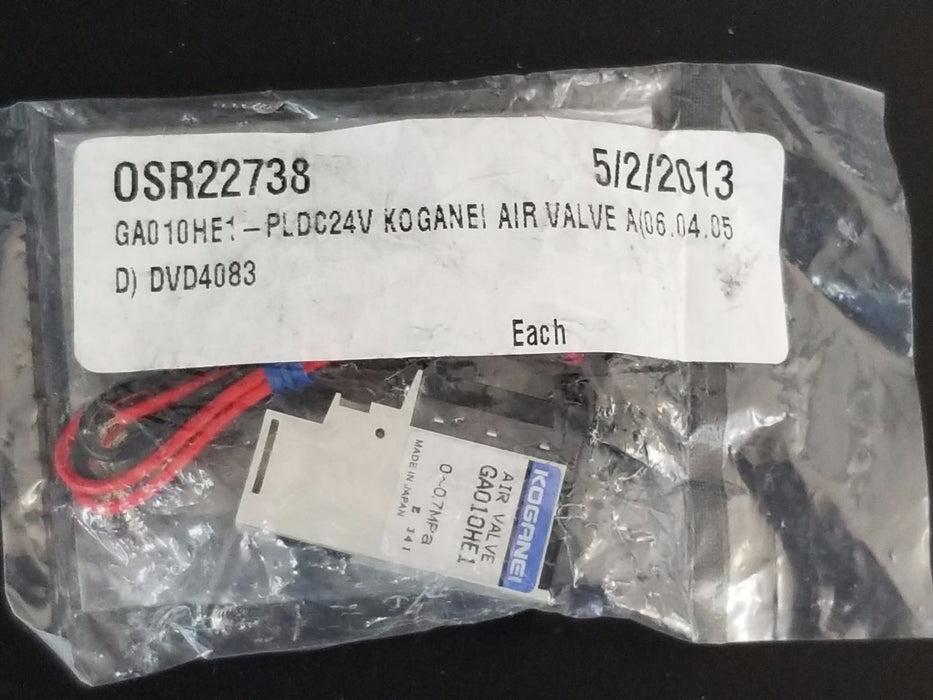 OSR22738 5/2/2013
GA010HE1-PLDC24V KOGANEI AIR VALVE A(06.04.05
D) DVD4083
Each
KOGANEI
AIR VALVE
GA010HE1
0~0.7MPa
E 341
MADE IN JAPAN